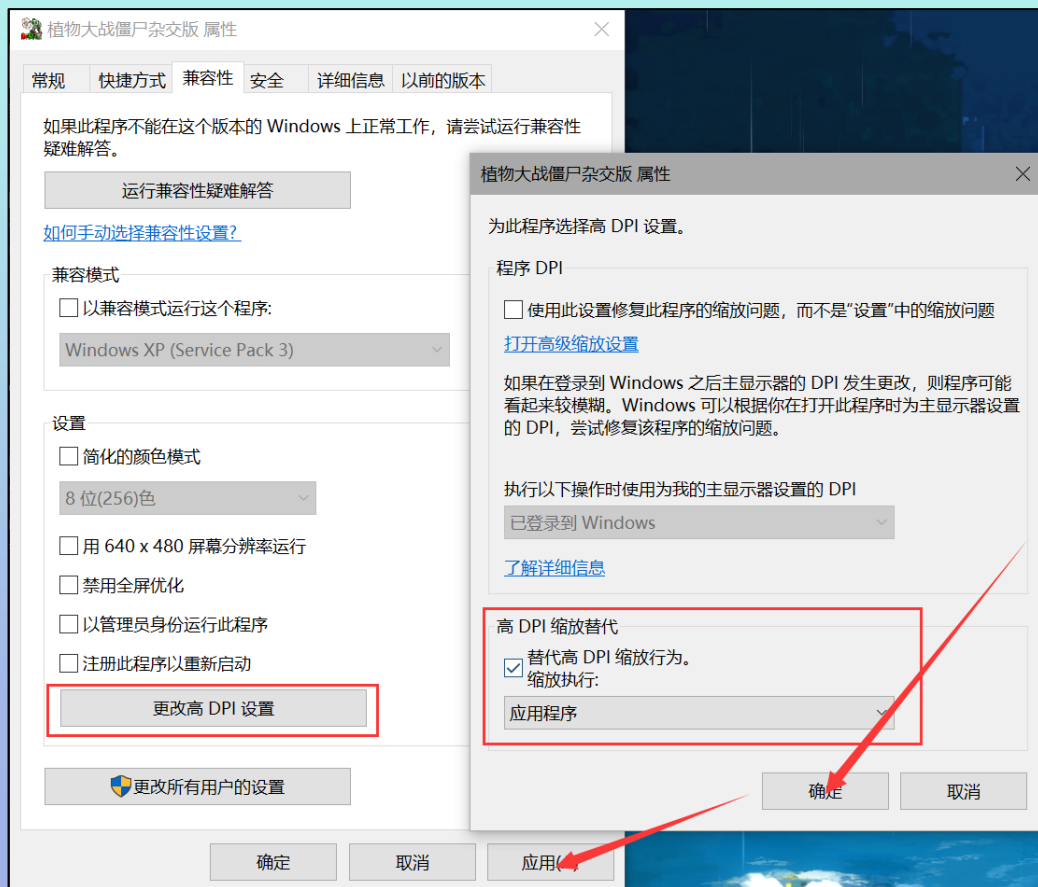 植物大战僵尸杂交版 属性
常规
快捷方式
兼容性
安全
详细信息
以前的版本
如果此程序不能在这个版本的 Windows 上正常工作，请尝试运行兼容性
疑难解答。
运行兼容性疑难解答
如何手动选择兼容性设置?
兼容模式
以兼容模式运行这个程序:
Windows XP (Service Pack 3)
设置
简化的颜色模式
8 位(256)色
用 640 x 480 屏幕分辨率运行
禁用全屏优化
以管理员身份运行此程序
注册此程序以重新启动
更改高 DPI 设置
更改所有用户的设置
确定
取消
应用(
植物大战僵尸杂交版 属性
为此程序选择高 DPI 设置。
程序 DPI
使用此设置修复此程序的缩放问题，而不是“设置”中的缩放问题
打开高级缩放设置
如果在登录到 Windows 之后主显示器的 DPI 发生更改，则程序可能
看起来较模糊。Windows 可以根据你在打开此程序时为主显示器设置
的 DPI，尝试修复该程序的缩放问题。
执行以下操作时使用为我的主显示器设置的 DPI
已登录到 Windows
了解详细信息
高 DPI 缩放替代
替代高 DPI 缩放行为。
缩放执行:
应用程序
确定
取消